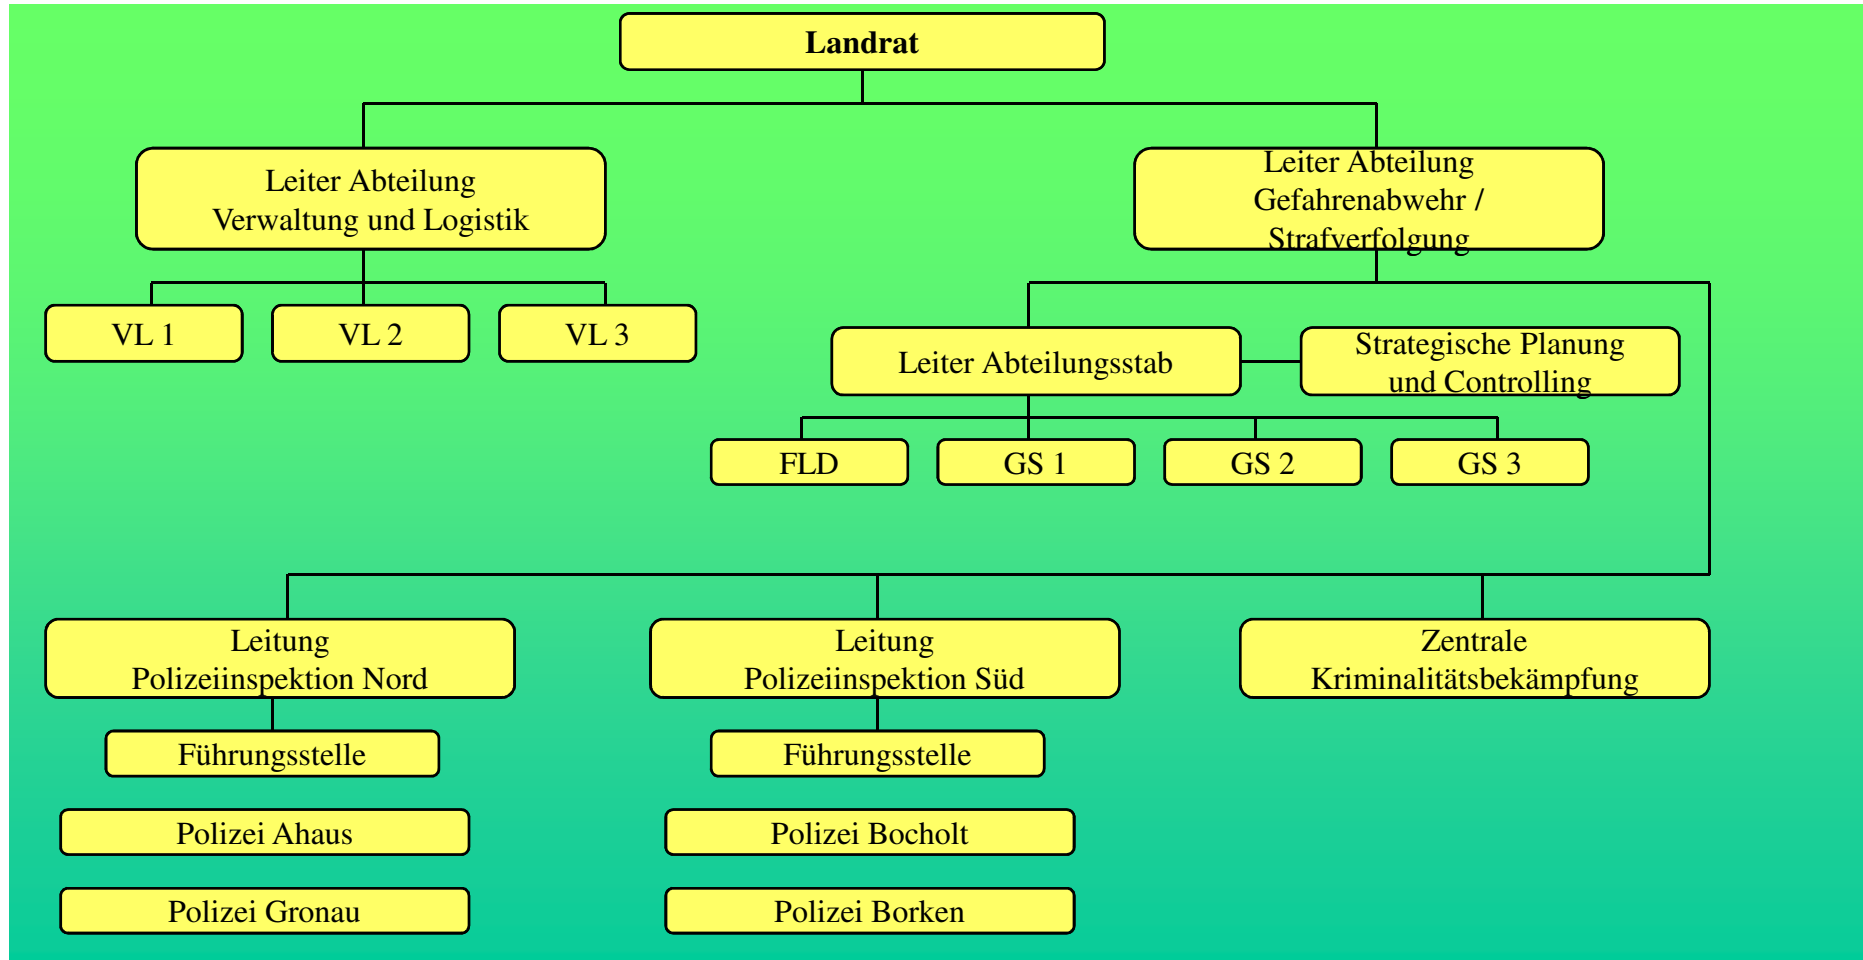 Landrat
Leiter Abteilung
Verwaltung und Logistik
Leiter Abteilung
Gefahrenabwehr /
Strafverfolgung
VL 1
VL 2
VL 3
Leiter Abteilungsstab
Strategische Planung
und Controlling
FLD
GS 1
GS 2
GS 3
Leitung
Polizeiinspektion Nord
Leitung
Polizeiinspektion Süd
Zentrale
Kriminalitätsbekämpfung
Führungsstelle
Führungsstelle
Polizei Ahaus
Polizei Bocholt
Polizei Gronau
Polizei Borken